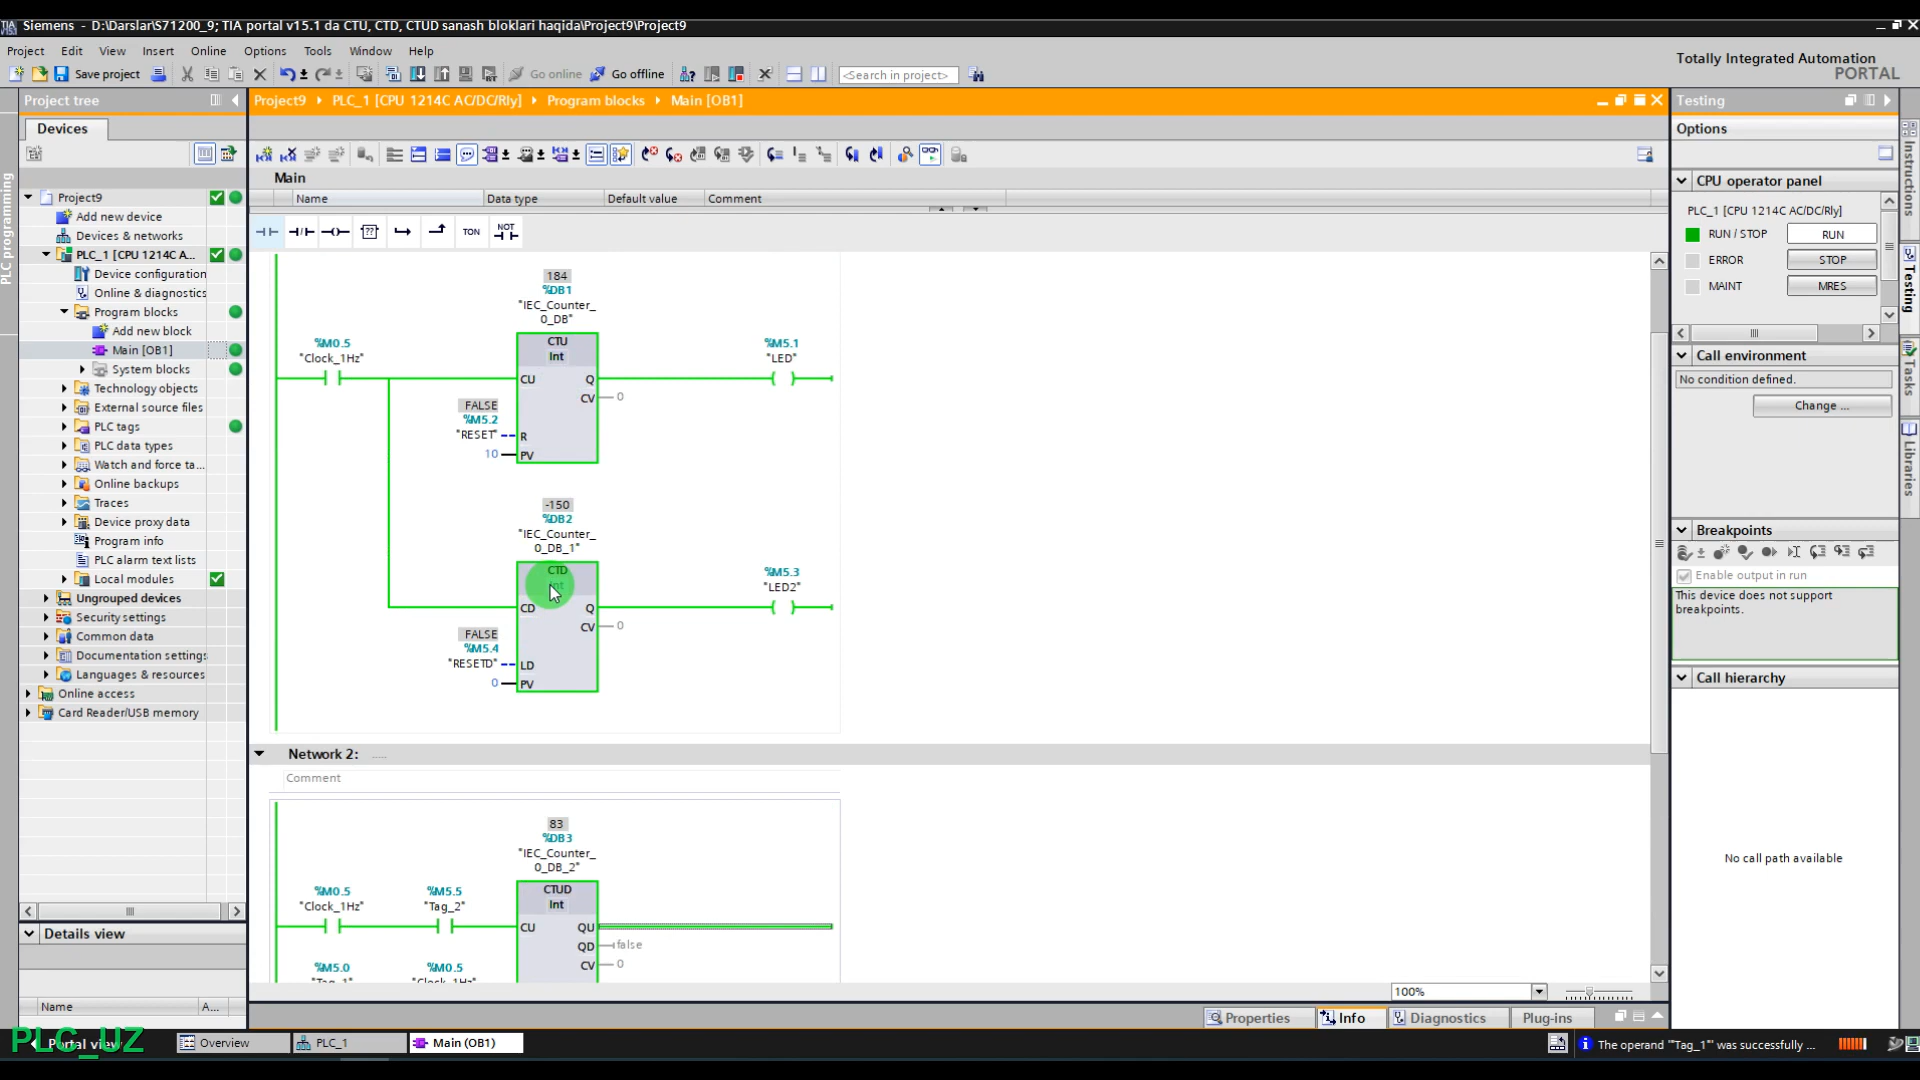 Siemens - D:\Darslar\S71200_9; TIA portal v15.1 da CTU, CTD, CTUD sanash bloklari haqida\Project9\Project9
Project Edit View Insert Online Options Tools Window Help
Totally Integrated Automation
PORTAL
Save project Go online Go offline <Search in project>
Project tree
Project9 PLC_1 [CPU 1214C AC/DC/Rly] Program blocks Main [OB1]
Testing
Devices
Options
Main
Name Data type Default value Comment
CPU operator panel
PLC_1 [CPU 1214C AC/DC/Rly]
RUN / STOP RUN
ERROR STOP
MAINT MRES
Call environment
No condition defined.
Change ...
Breakpoints
Enable output in run
This device does not support
breakpoints.
Call hierarchy
No call path available
PLC programming
Instructions
Testing
Tasks
Libraries
Project9
Add new device
Devices & networks
PLC_1 [CPU 1214C A...
Device configuration
Online & diagnostics
Program blocks
Add new block
Main [OB1]
System blocks
Technology objects
External source files
PLC tags
PLC data types
Watch and force ta...
Online backups
Traces
Device proxy data
Program info
PLC alarm text lists
Local modules
Ungrouped devices
Security settings
Common data
Documentation settings
Languages & resources
Online access
Card Reader/USB memory
Details view
Name A...
TON
NOT
??
184
%DB1
"IEC_Counter_
0_DB"
CTU
Int
%M0.5
"Clock_1Hz"
%M5.1
"LED"
CU Q
CV 0
FALSE
%M5.2
"RESET" R
10 PV
-150
%DB2
"IEC_Counter_
0_DB_1"
CTD
Int
%M5.3
"LED2"
CD Q
CV 0
FALSE
%M5.4
"RESETD" LD
0 PV
Network 2: .....
Comment
83
%DB3
"IEC_Counter_
0_DB_2"
CTUD
Int
%M0.5 %M5.5
"Clock_1Hz" "Tag_2"
CU QU
QD false
CV 0
%M5.0 %M0.5
"Tag_1" "Clock_1Hz"
100%
Properties Info Diagnostics Plug-ins
PLC_UZ
Portal view Overview PLC_1 Main (OB1)
The operand '"Tag_1"' was successfully ...